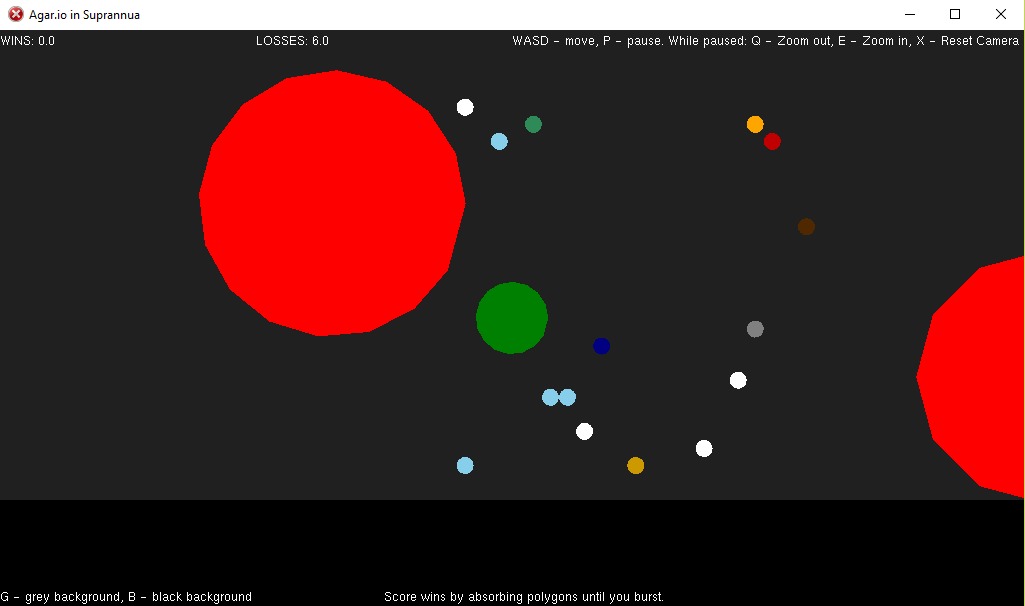 Agar.io in Suprannua
WINS: 0.0 LOSSES: 6.0 WASD - move, P - pause. While paused: Q - Zoom out, E - Zoom in, X - Reset Camera
G - grey background, B - black background Score wins by absorbing polygons until you burst.